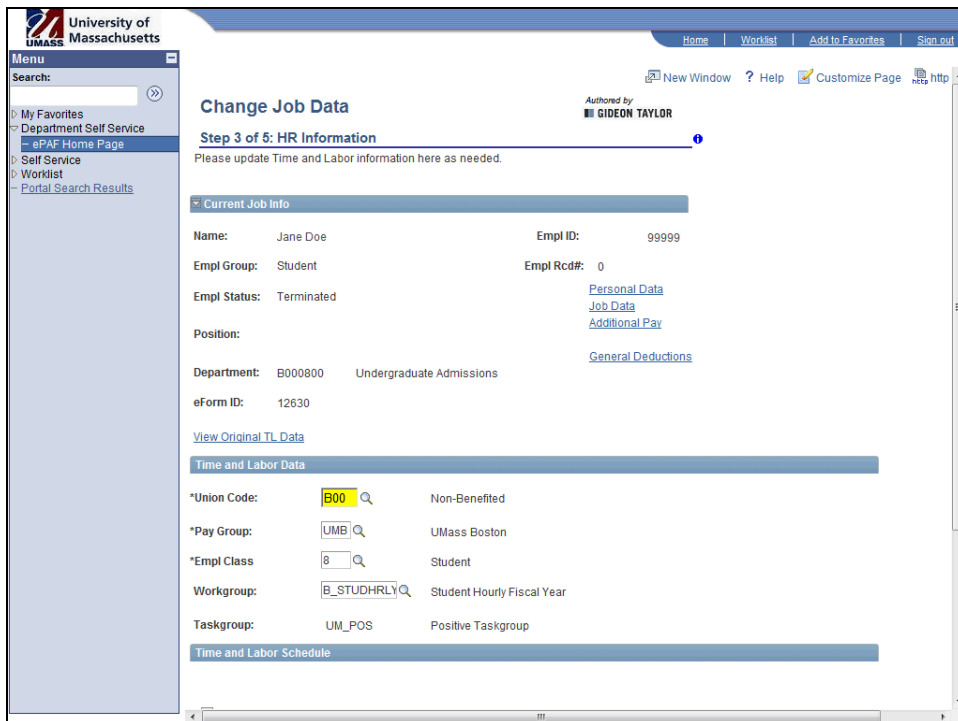 University of
Massachusetts
UMASS
Home | Worklist | Add to Favorites | Sign out
Menu
Search:
My Favorites
Department Self Service
– ePAF Home Page
Self Service
Worklist
– Portal Search Results
New Window ? Help Customize Page http
Change Job Data
Authored by
GIDEON TAYLOR
Step 3 of 5: HR Information
Please update Time and Labor information here as needed.
Current Job Info
Name: Jane Doe Empl ID: 99999
Empl Group: Student Empl Rcd#: 0
Empl Status: Terminated
Personal Data
Job Data
Additional Pay
Position:
General Deductions
Department: B000800 Undergraduate Admissions
eForm ID: 12630
View Original TL Data
Time and Labor Data
*Union Code: B00 Non-Benefited
*Pay Group: UMB UMass Boston
*Empl Class 8 Student
Workgroup: B_STUDHRLY Student Hourly Fiscal Year
Taskgroup: UM_POS Positive Taskgroup
Time and Labor Schedule